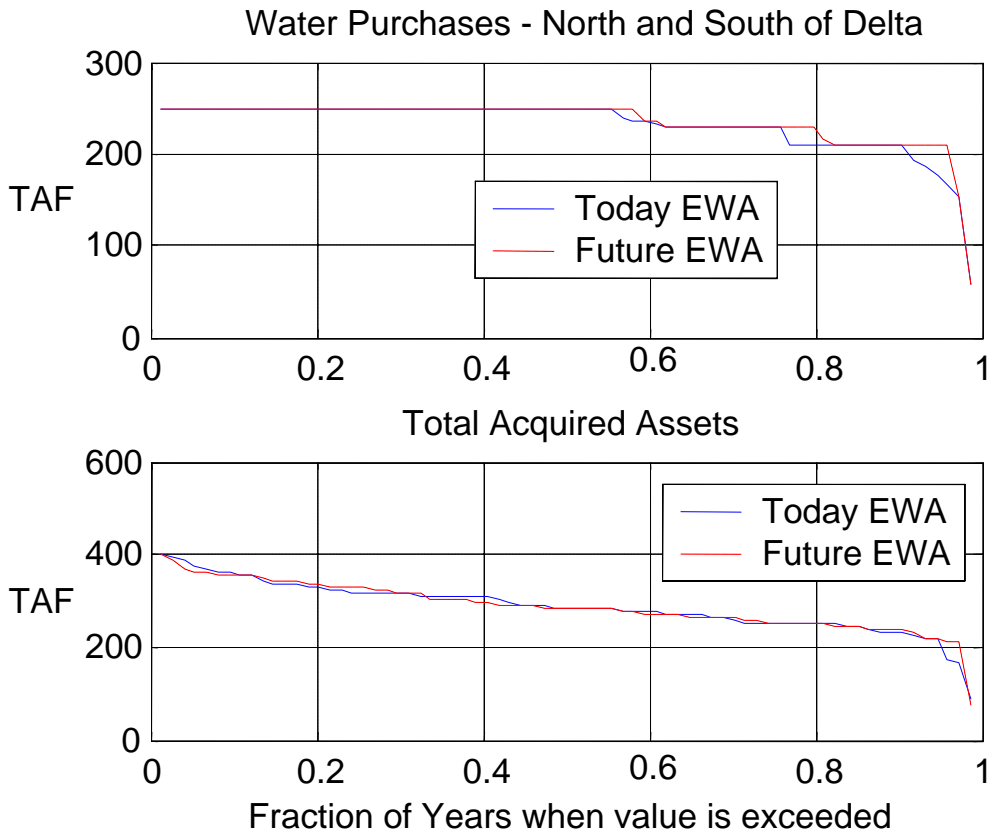 Water Purchases - North and South of Delta
300
200
TAF
100
0
Today EWA
Future EWA
0 0.2 0.4 0.6 0.8 1
Total Acquired Assets
600
400
TAF
200
0
Today EWA
Future EWA
0 0.2 0.4 0.6 0.8 1
Fraction of Years when value is exceeded